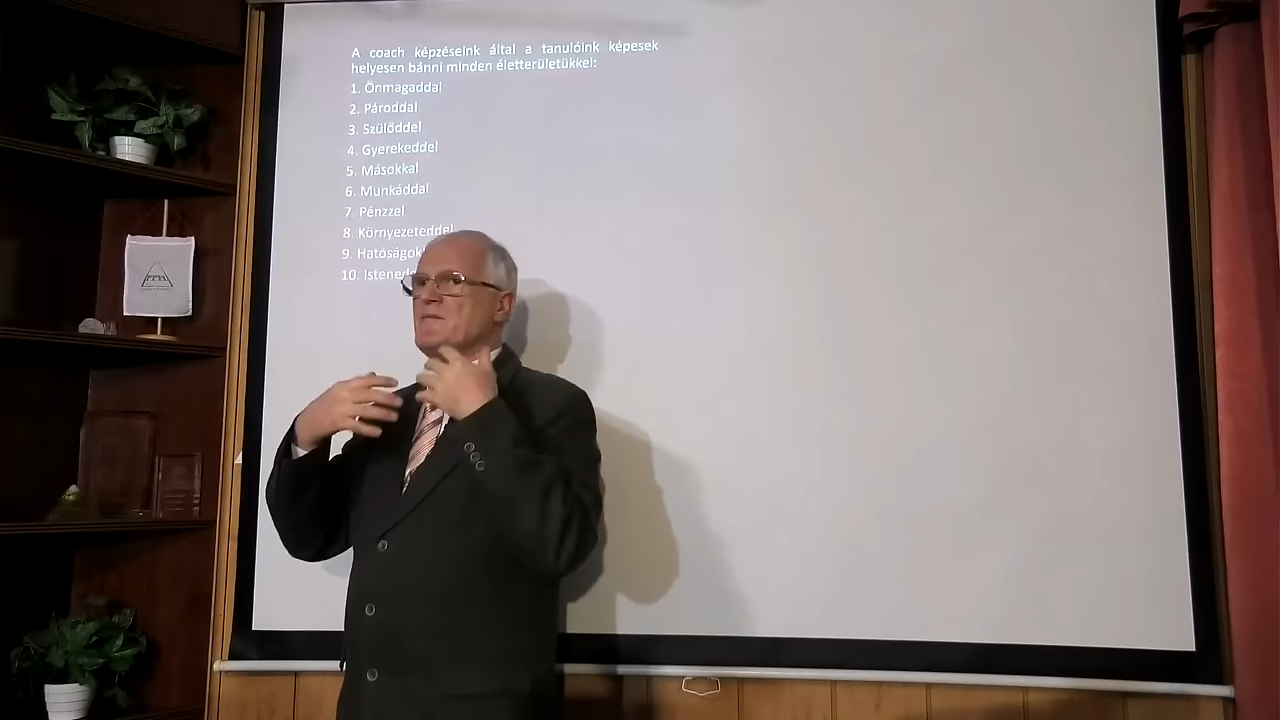 A coach képzéseink által a tanulóink képesek
helyesen bánni minden életterületükkel:
1. Önmagaddal
2. Pároddal
3. Szülőddel
4. Gyerekeddel
5. Másokkal
6. Munkáddal
7. Pénzzel
8. Környezeteddel
9.
10.